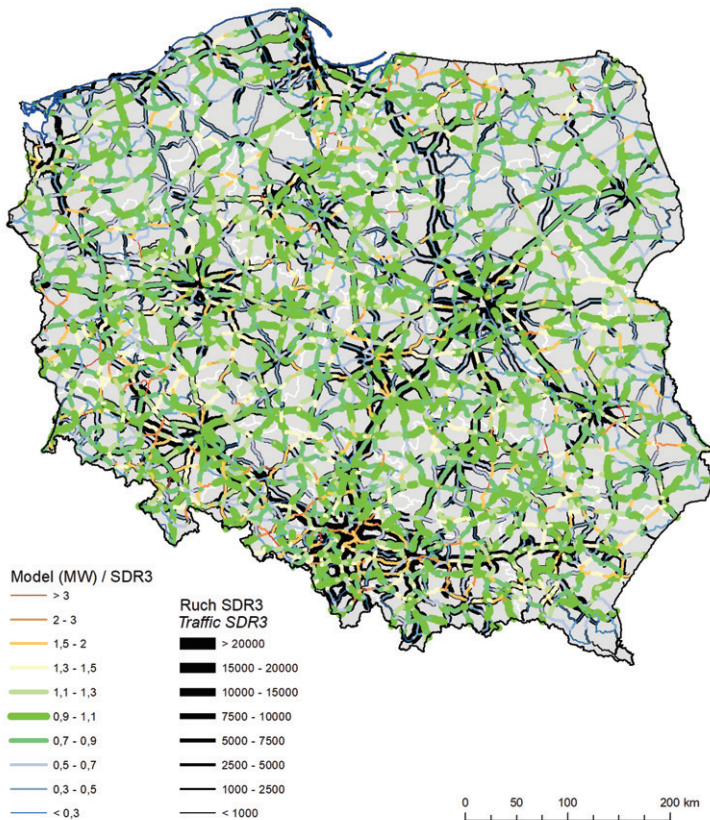 Model (MW) / SDR3
> 3
2 - 3
1,5 - 2
1,3 - 1,5
1,1 - 1,3
0,9 - 1,1
0,7 - 0,9
0,5 - 0,7
0,3 - 0,5
< 0,3
Ruch SDR3
Traffic SDR3
> 20000
15000 - 20000
10000 - 15000
7500 - 10000
5000 - 7500
2500 - 5000
1000 - 2500
< 1000
0 50 100 200 km